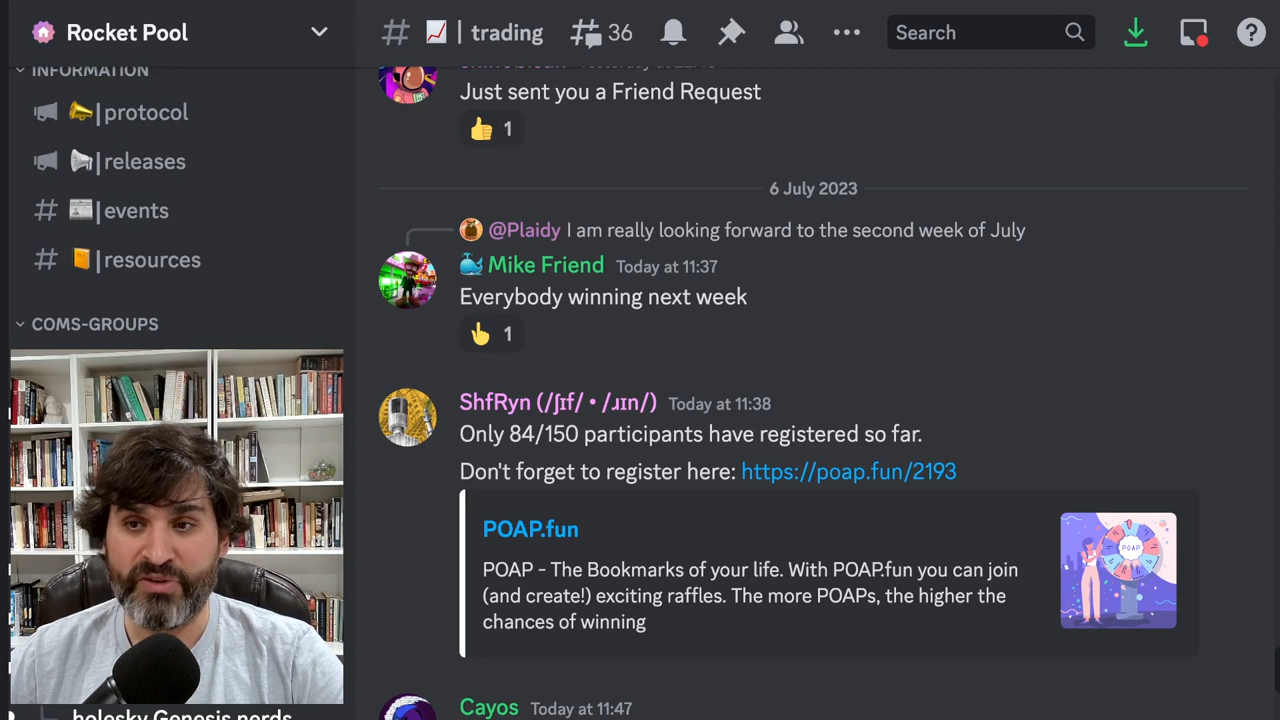 Rocket Pool
trading
36
Search
INFORMATION
protocol
releases
events
resources
COMS-GROUPS
Just sent you a Friend Request
1
6 July 2023
@Plaidy I am really looking forward to the second week of July
Mike Friend Today at 11:37
Everybody winning next week
1
ShfRyn (/ʃɪf/ • /ɹɪn/) Today at 11:38
Only 84/150 participants have registered so far.
Don't forget to register here: https://poap.fun/2193
POAP.fun
POAP - The Bookmarks of your life. With POAP.fun you can join
(and create!) exciting raffles. The more POAPs, the higher the
chances of winning
POAP
Cayos Today at 11:47
holesky Genesis nerds